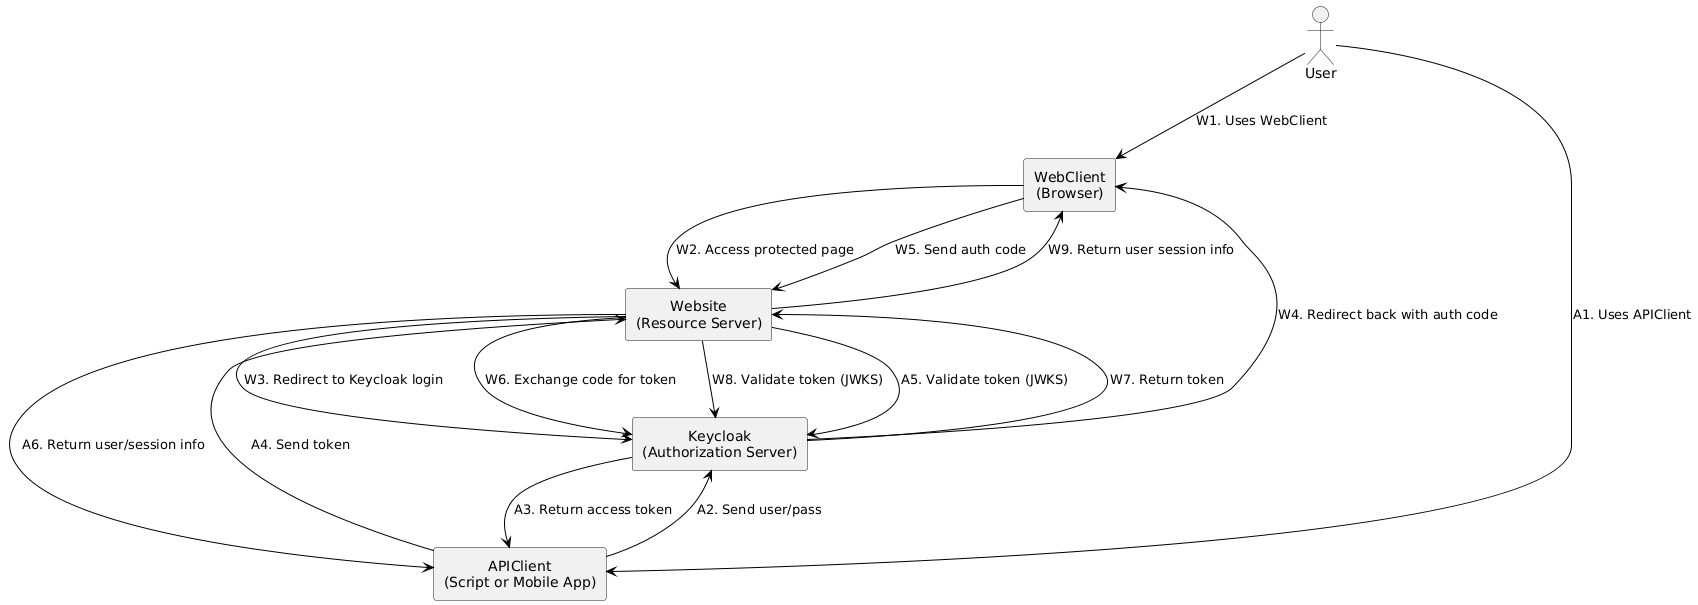 User
W1. Uses WebClient
WebClient
(Browser)
W2. Access protected page
W5. Send auth code
W9. Return user session info
Website
(Resource Server)
W4. Redirect back with auth code
A1. Uses APIClient
W3. Redirect to Keycloak login
W6. Exchange code for token
W8. Validate token (JWKS)
A5. Validate token (JWKS)
W7. Return token
Keycloak
(Authorization Server)
A6. Return user/session info
A4. Send token
A3. Return access token
A2. Send user/pass
APIClient
(Script or Mobile App)